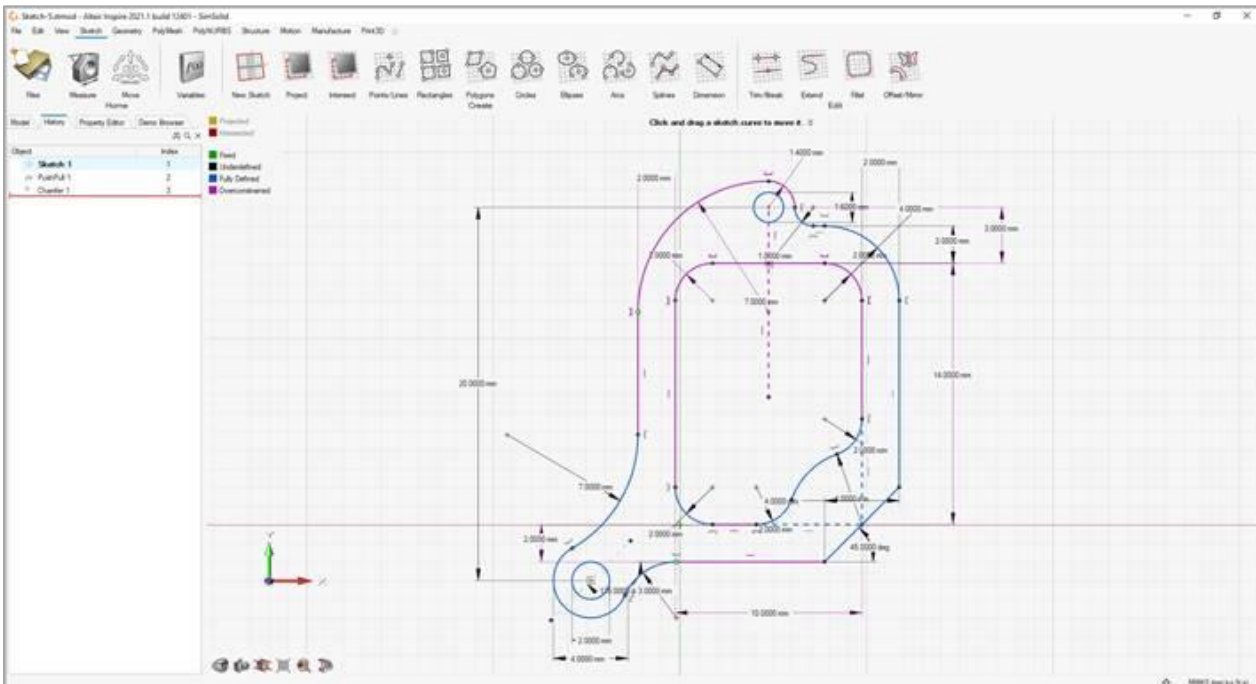 Sketch-5.stmod - Altair Inspire 2021.1 build 12801 - SimSolid
File Edit View Sketch Geometry PolyMesh PolyNURBS Structure Motion Manufacture Print3D
Files Measure Move Variables New Sketch Project Intersect Points/Lines Rectangles Polygons Circles Ellipses Arcs Splines Dimension Trim/Break Extend Fillet Offset/Mirror
Home Create Edit
Model History Property Editor Demo Browser
Projected
Intersected
Fixed
Underdefined
Fully Defined
Overconstrained
Click and drag a sketch curve to move it.
Object Index
Sketch 1 1
PushPull 1 2
Chamfer 1 3
1.4000 mm
2.0000 mm
2.0000 mm
1.6000 mm
4.0000 mm
3.0000 mm
2.0000 mm
2.0000 mm
1.0000 mm
2.0000 mm
7.0000 mm
20.0000 mm
14.0000 mm
2.0000 mm
7.0000 mm
4.0000 mm
4.0000 mm
2.0000 mm
2.0000 mm
2.0000 mm
45.0000 deg
3.0000 mm
10.0000 mm
2.0000 mm
4.0000 mm
Y
X